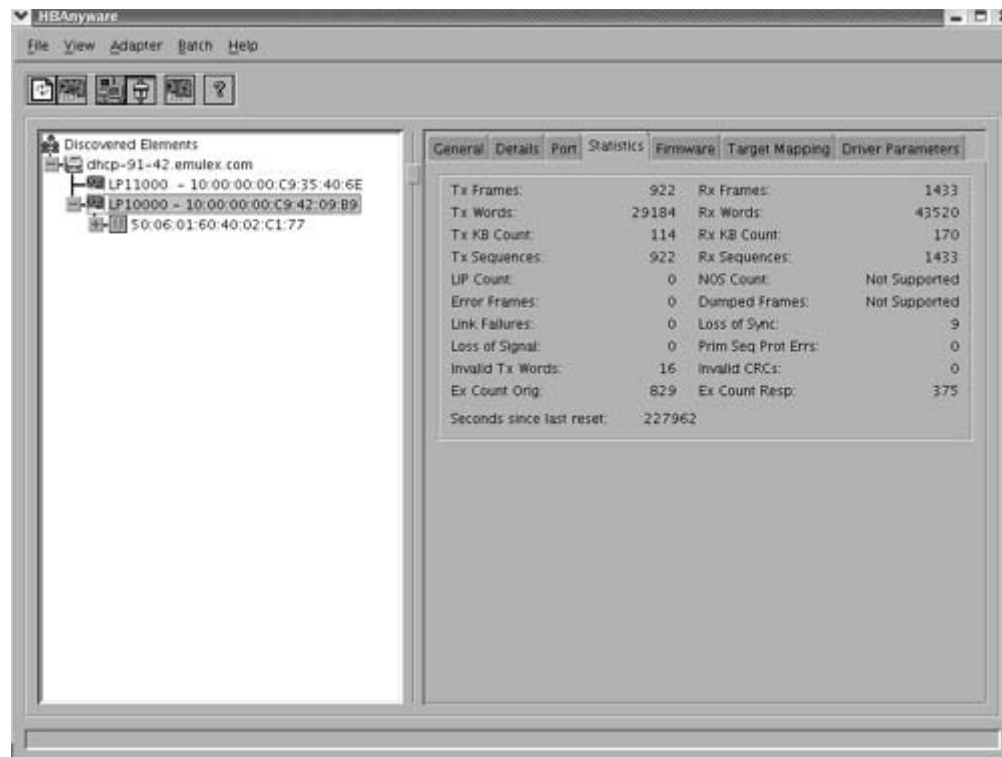 HBAnyware
File View Adapter Batch Help
Discovered Elements
dhcp-91-42.emulex.com
LP11000 - 10:00:00:00:C9:35:40:6E
LP10000 - 10:00:00:00:C9:42:09:B9
50:06:01:60:40:02:C1:77
General Details Port Statistics Firmware Target Mapping Driver Parameters
Tx Frames: 922 Rx Frames: 1433
Tx Words: 29184 Rx Words: 43520
Tx KB Count: 114 Rx KB Count: 170
Tx Sequences: 922 Rx Sequences: 1433
LIP Count: 0 NOS Count: Not Supported
Error Frames: 0 Dumped Frames: Not Supported
Link Failures: 0 Loss of Sync: 9
Loss of Signal: 0 Prim Seq Prot Errs: 0
Invalid Tx Words: 16 Invalid CRCs: 0
Ex Count Orig: 829 Ex Count Resp: 375
Seconds since last reset: 227962